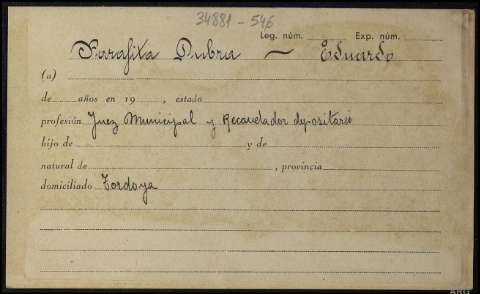 34881-546
Leg. núm. Exp. núm.
Parafita Dubra ~ Eduardo
(a)
de años en 19 , estado
profesión Juez Municipal y Recaudador depositario
hijo de y de
natural de , provincia
domiciliado Tordoya